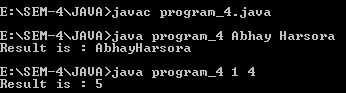 E:\SEM-4\JAVA>javac program_4.java
E:\SEM-4\JAVA>java program_4 Abhay Harsora
Result is : AbhayHarsora
E:\SEM-4\JAVA>java program_4 1 4
Result is : 5